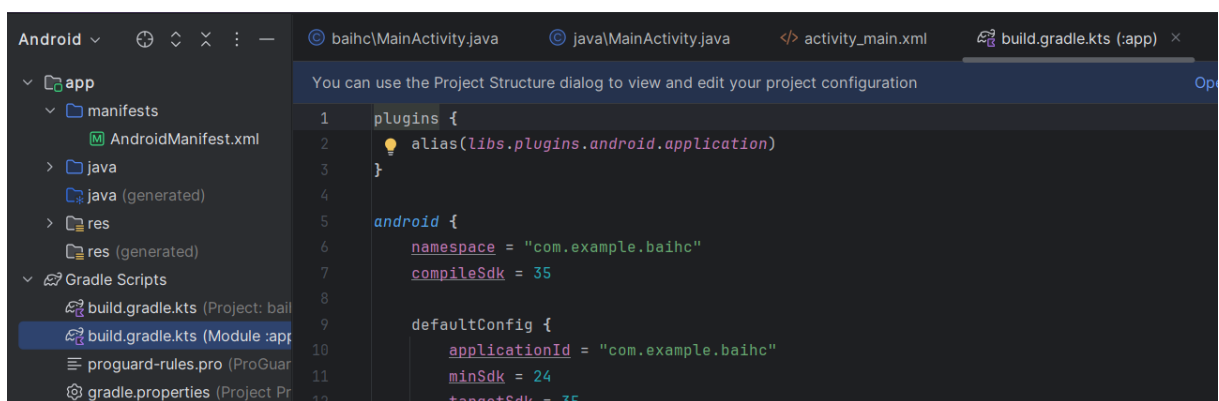 Android
baihc\MainActivity.java
java\MainActivity.java
activity_main.xml
build.gradle.kts (:app)
app
manifests
AndroidManifest.xml
java
java (generated)
res
res (generated)
Gradle Scripts
build.gradle.kts (Project: bail
build.gradle.kts (Module :app
proguard-rules.pro (ProGuar
gradle.properties (Project Pr
You can use the Project Structure dialog to view and edit your project configuration
Ope
1 plugins {
2 alias(libs.plugins.android.application)
3 }
4
5 android {
6 namespace = "com.example.baihc"
7 compileSdk = 35
8
9 defaultConfig {
10 applicationId = "com.example.baihc"
11 minSdk = 24
12 targetSdk = 35